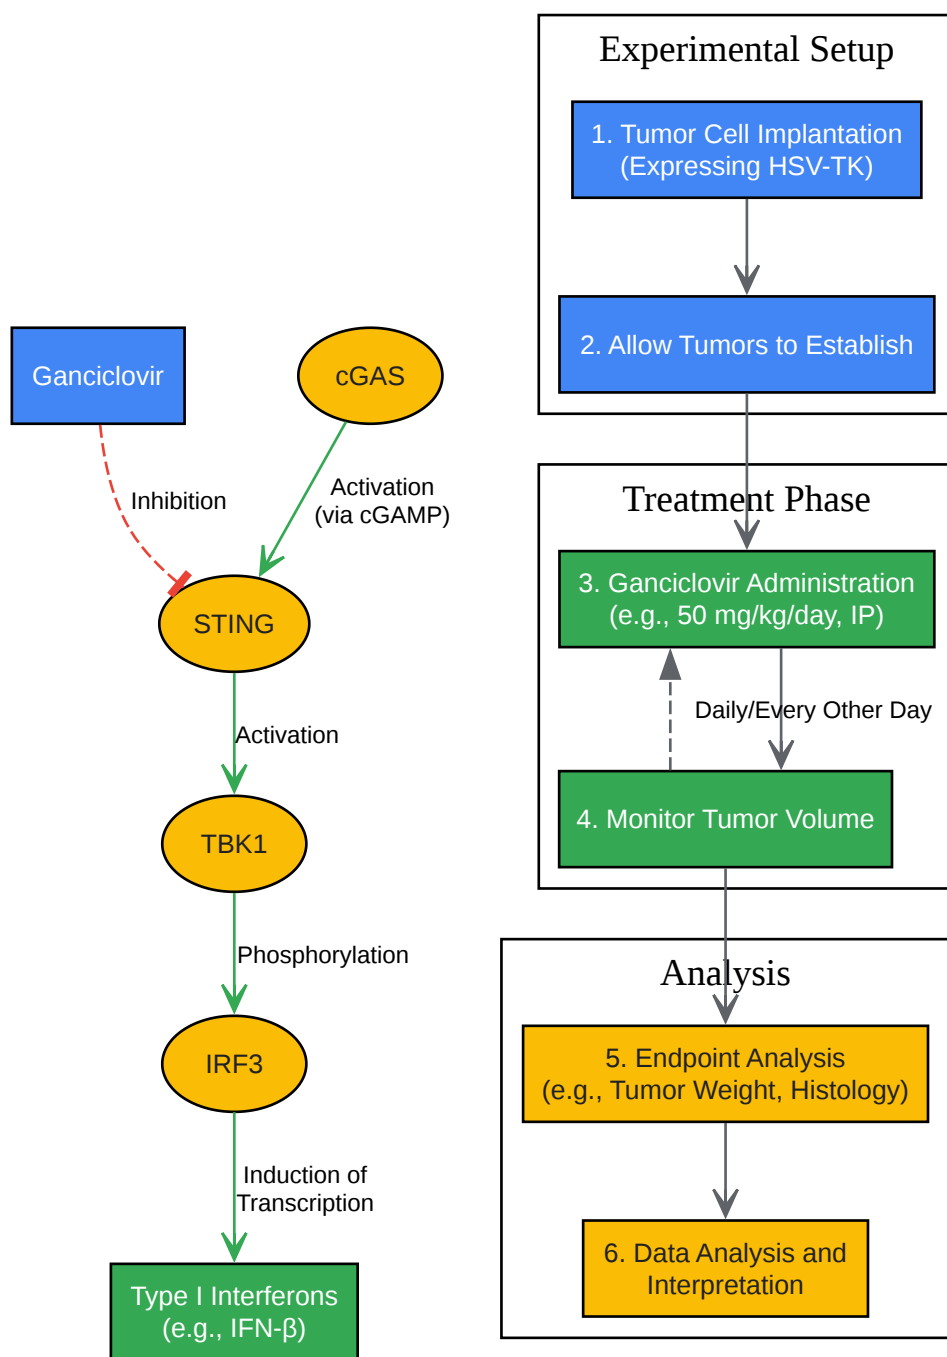 Ganciclovir
cGAS
Inhibition
Activation
(via cGAMP)
STING
Activation
TBK1
Phosphorylation
IRF3
Induction of
Transcription
Type I Interferons
(e.g., IFN-β)
Experimental Setup
1. Tumor Cell Implantation
(Expressing HSV-TK)
2. Allow Tumors to Establish
Treatment Phase
3. Ganciclovir Administration
(e.g., 50 mg/kg/day, IP)
Daily/Every Other Day
4. Monitor Tumor Volume
Analysis
5. Endpoint Analysis
(e.g., Tumor Weight, Histology)
6. Data Analysis and
Interpretation